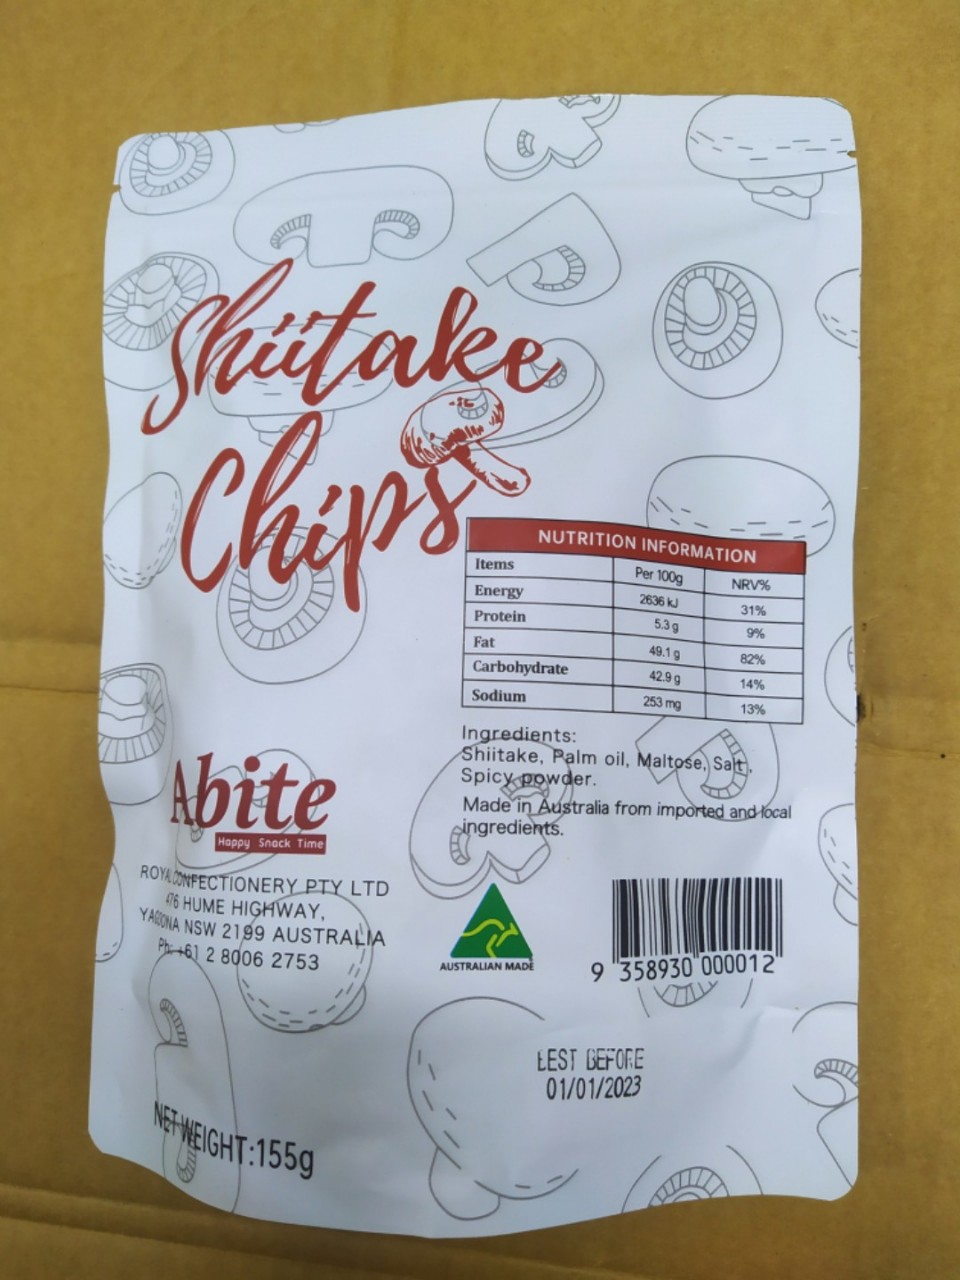 Shiitake
Chips
NUTRITION INFORMATION
Items Per 100g NRV%
Energy 2636 kJ 31%
Protein 5.3 g 9%
Fat 49.1 g 82%
Carbohydrate 42.9 g 14%
Sodium 253 mg 13%
Ingredients:
Shiitake, Palm oil, Maltose, Salt,
Spicy powder.
Made in Australia from imported and local
ingredients.
Abite
Happy Snack Time
ROYAL CONFECTIONERY PTY LTD
476 HUME HIGHWAY,
YAGOONA NSW 2199 AUSTRALIA
Ph: +61 2 8006 2753
AUSTRALIAN MADE
9 358930 000012
BEST BEFORE
01/01/2023
NET WEIGHT:155g